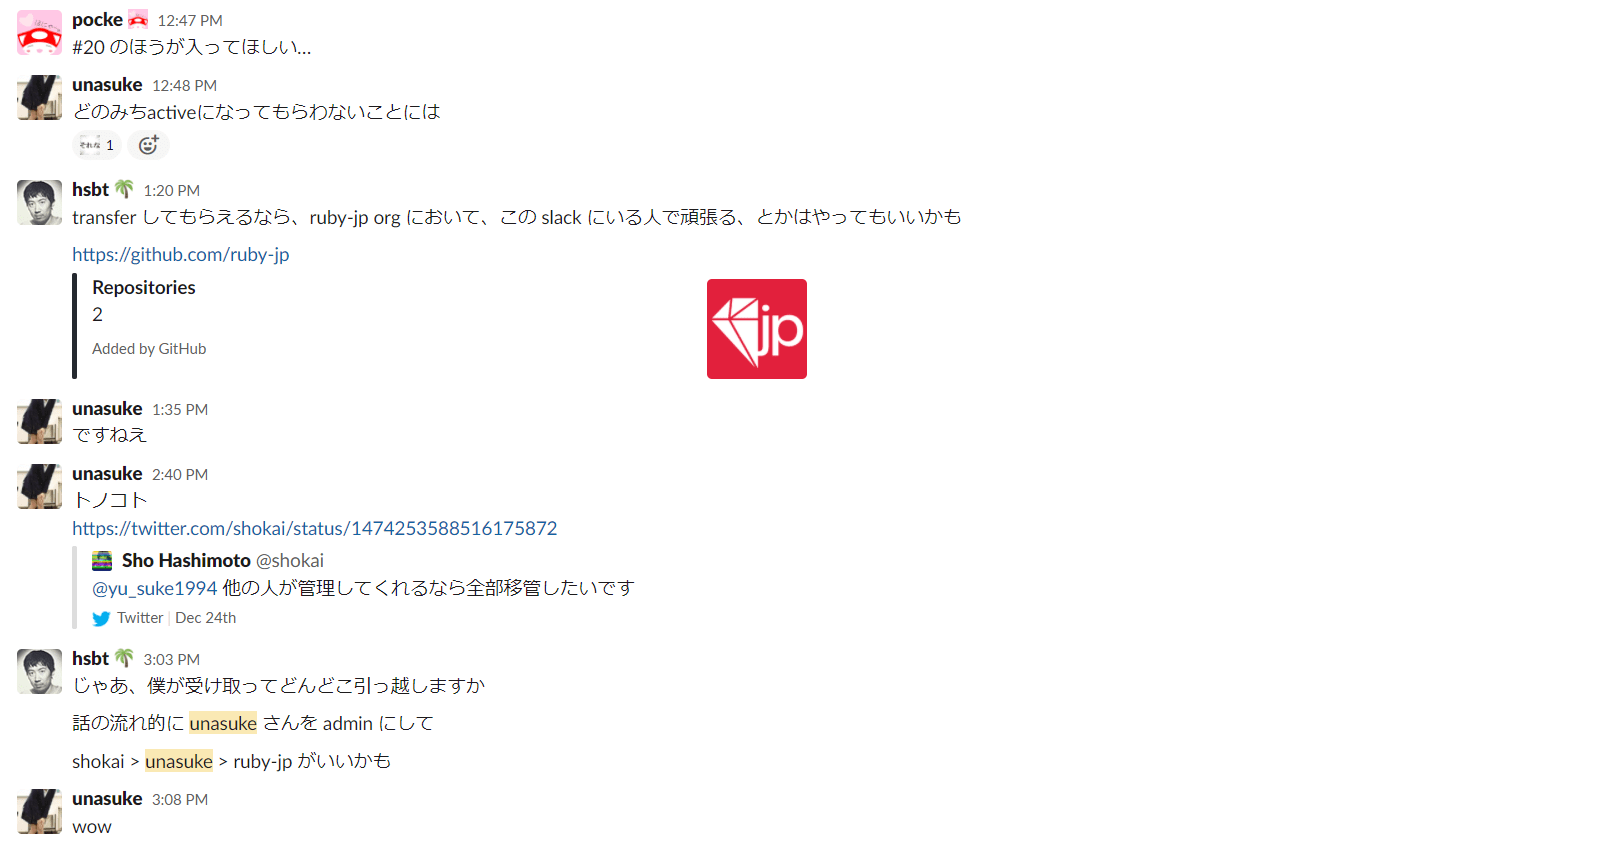 pocke 12:47 PM
#20 のほうが入ってほしい...
unasuke 12:48 PM
どのみちactiveになってもらわないことには
それな 1
hsbt 1:20 PM
transfer してもらえるなら、ruby-jp org において、この slack にいる人で頑張る、とかはやってもいいかも
https://github.com/ruby-jp
Repositories
2
jp
Added by GitHub
unasuke 1:35 PM
ですねえ
unasuke 2:40 PM
トノコト
https://twitter.com/shokai/status/1474253588516175872
Sho Hashimoto @shokai
@yu_suke1994 他の人が管理してくれるなら全部移管したいです
Twitter | Dec 24th
hsbt 3:03 PM
じゃあ、僕が受け取ってどんどこ引っ越しますか
話の流れ的に unasuke さんを admin にして
shokai > unasuke > ruby-jp がいいかも
unasuke 3:08 PM
wow